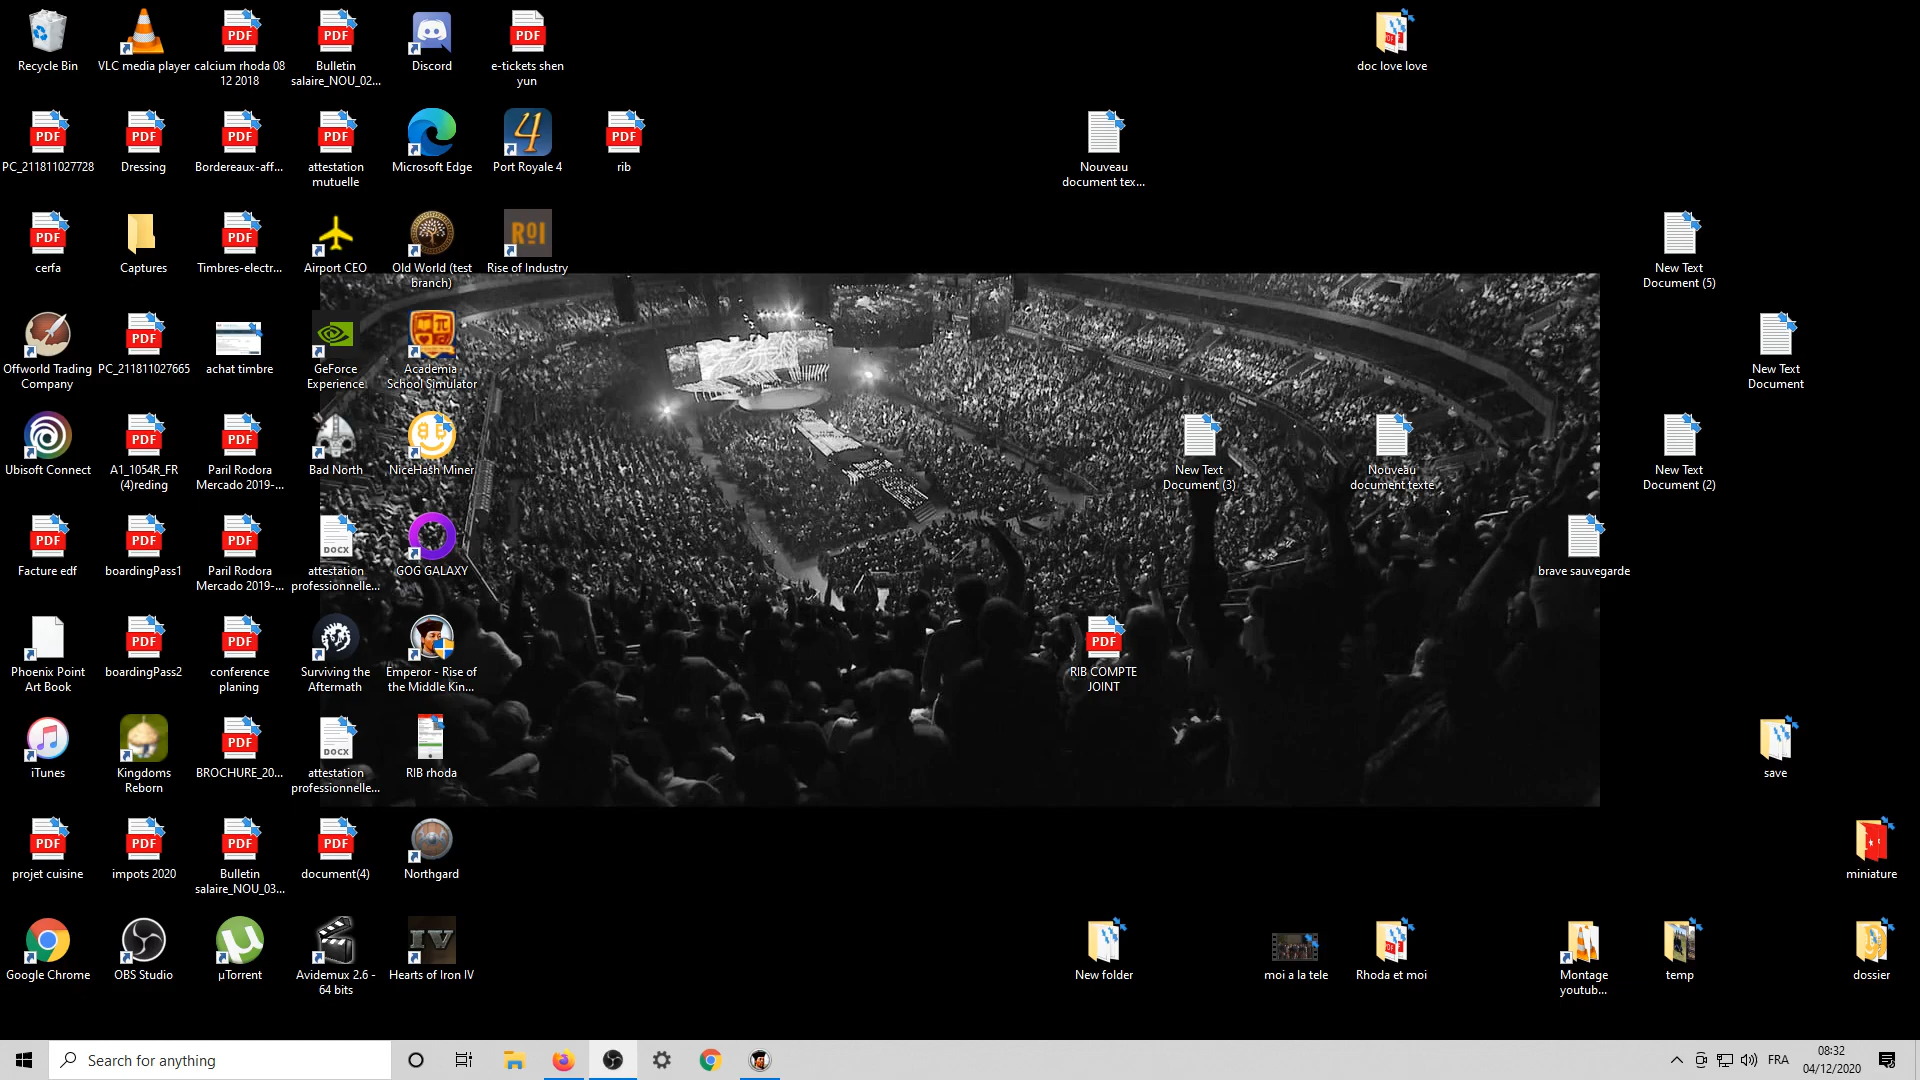 Recycle Bin
VLC media player
calcium rhoda 08
12 2018
Bulletin
salaire_NOU_02...
Discord
e-tickets shen
yun
doc love love
PC_211811027728
Dressing
Bordereaux-aff...
attestation
mutuelle
Microsoft Edge
Port Royale 4
rib
Nouveau
document tex...
cerfa
Captures
Timbres-electr...
Airport CEO
Old World (test
branch)
Rise of Industry
New Text
Document (5)
Offworld Trading
Company
PC_211811027665
achat timbre
GeForce
Experience
Academia
School Simulator
New Text
Document
Ubisoft Connect
A1_1054R_FR
(4)reding
Paril Rodora
Mercado 2019-...
Bad North
NiceHash Miner
New Text
Document (3)
Nouveau
document texte
New Text
Document (2)
Facture edf
boardingPass1
Paril Rodora
Mercado 2019-...
attestation
professionnelle...
GOG GALAXY
brave sauvegarde
Phoenix Point
Art Book
boardingPass2
conference
planing
Surviving the
Aftermath
Emperor - Rise of
the Middle Kin...
RIB COMPTE
JOINT
iTunes
Kingdoms
Reborn
BROCHURE_20...
attestation
professionnelle...
RIB rhoda
save
projet cuisine
impots 2020
Bulletin
salaire_NOU_03...
document(4)
Northgard
miniature
Google Chrome
OBS Studio
µTorrent
Avidemux 2.6 -
64 bits
Hearts of Iron IV
New folder
moi a la tele
Rhoda et moi
Montage
youtub...
temp
dossier
Search for anything
FRA
08:32
04/12/2020